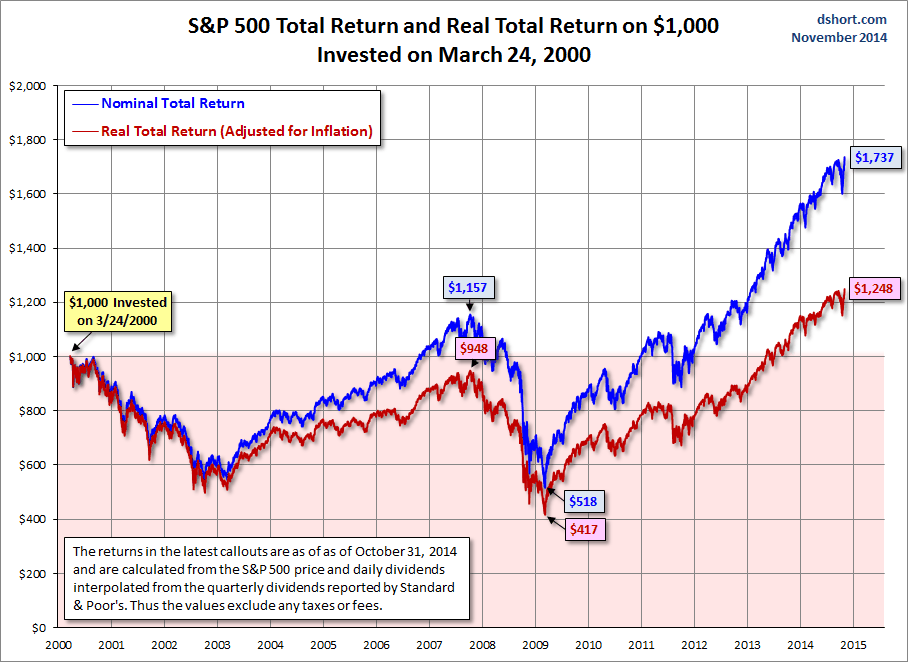 S&P 500 Total Return and Real Total Return on $1,000
Invested on March 24, 2000
dshort.com
November 2014
$2,000
$1,800
$1,600
$1,400
$1,200
$1,000
$800
$600
$400
$200
$0
Nominal Total Return
Real Total Return (Adjusted for Inflation)
$1,737
$1,248
$1,157
$948
$1,000 Invested
on 3/24/2000
$518
$417
The returns in the latest callouts are as of as of October 31, 2014
and are calculated from the S&P 500 price and daily dividends
interpolated from the quarterly dividends reported by Standard
& Poor's. Thus the values exclude any taxes or fees.
2000 2001 2002 2003 2004 2005 2006 2007 2008 2009 2010 2011 2012 2013 2014 2015